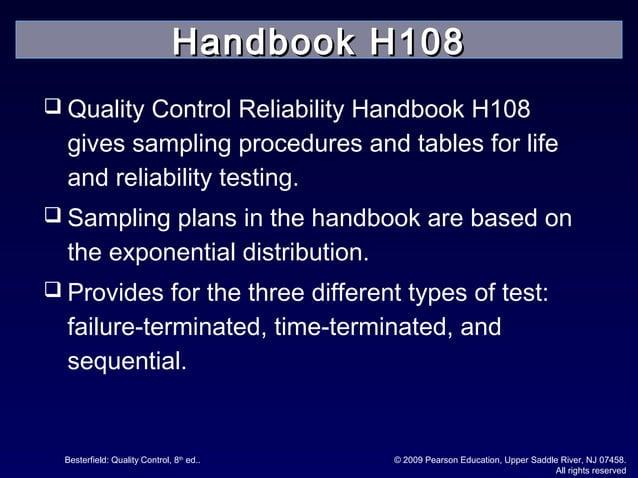 Handbook H108
Quality Control Reliability Handbook H108
gives sampling procedures and tables for life
and reliability testing.
Sampling plans in the handbook are based on
the exponential distribution.
Provides for the three different types of test:
failure-terminated, time-terminated, and
sequential.
Besterfield: Quality Control, 8th ed..
© 2009 Pearson Education, Upper Saddle River, NJ 07458.
All rights reserved